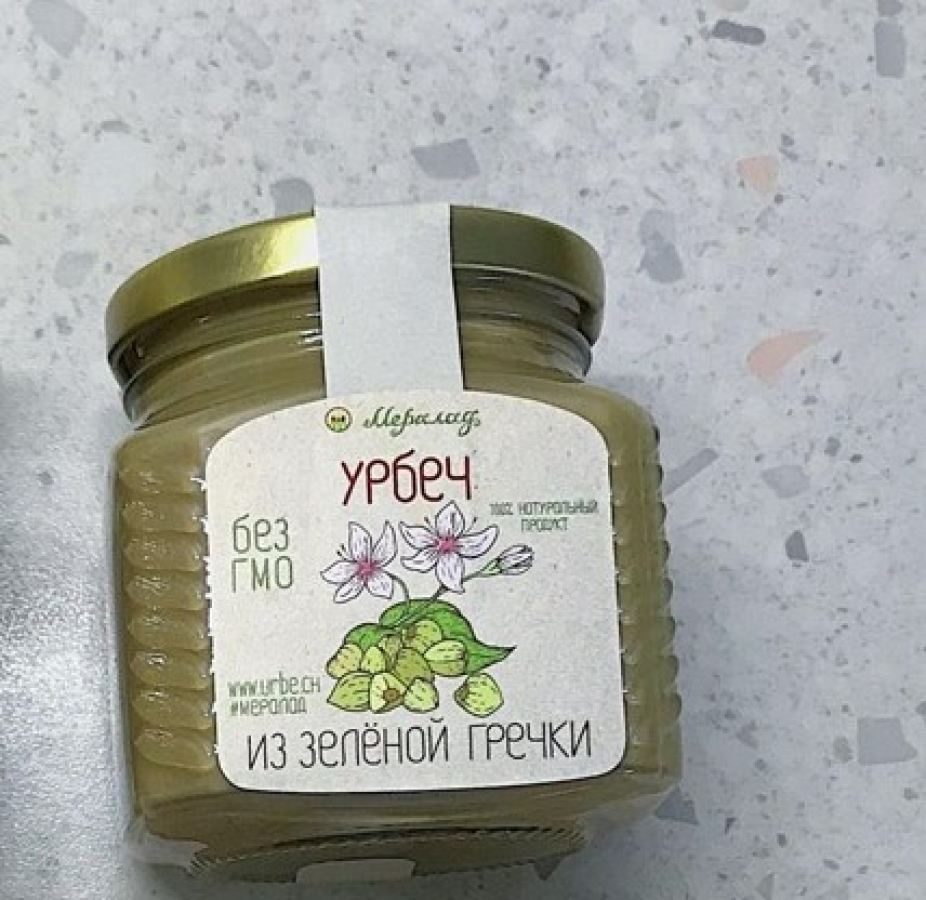 Мералад
урбеч
100% натуральный
продукт
без
ГМО
www.urbe.ch
#мералад
из зелёной гречки